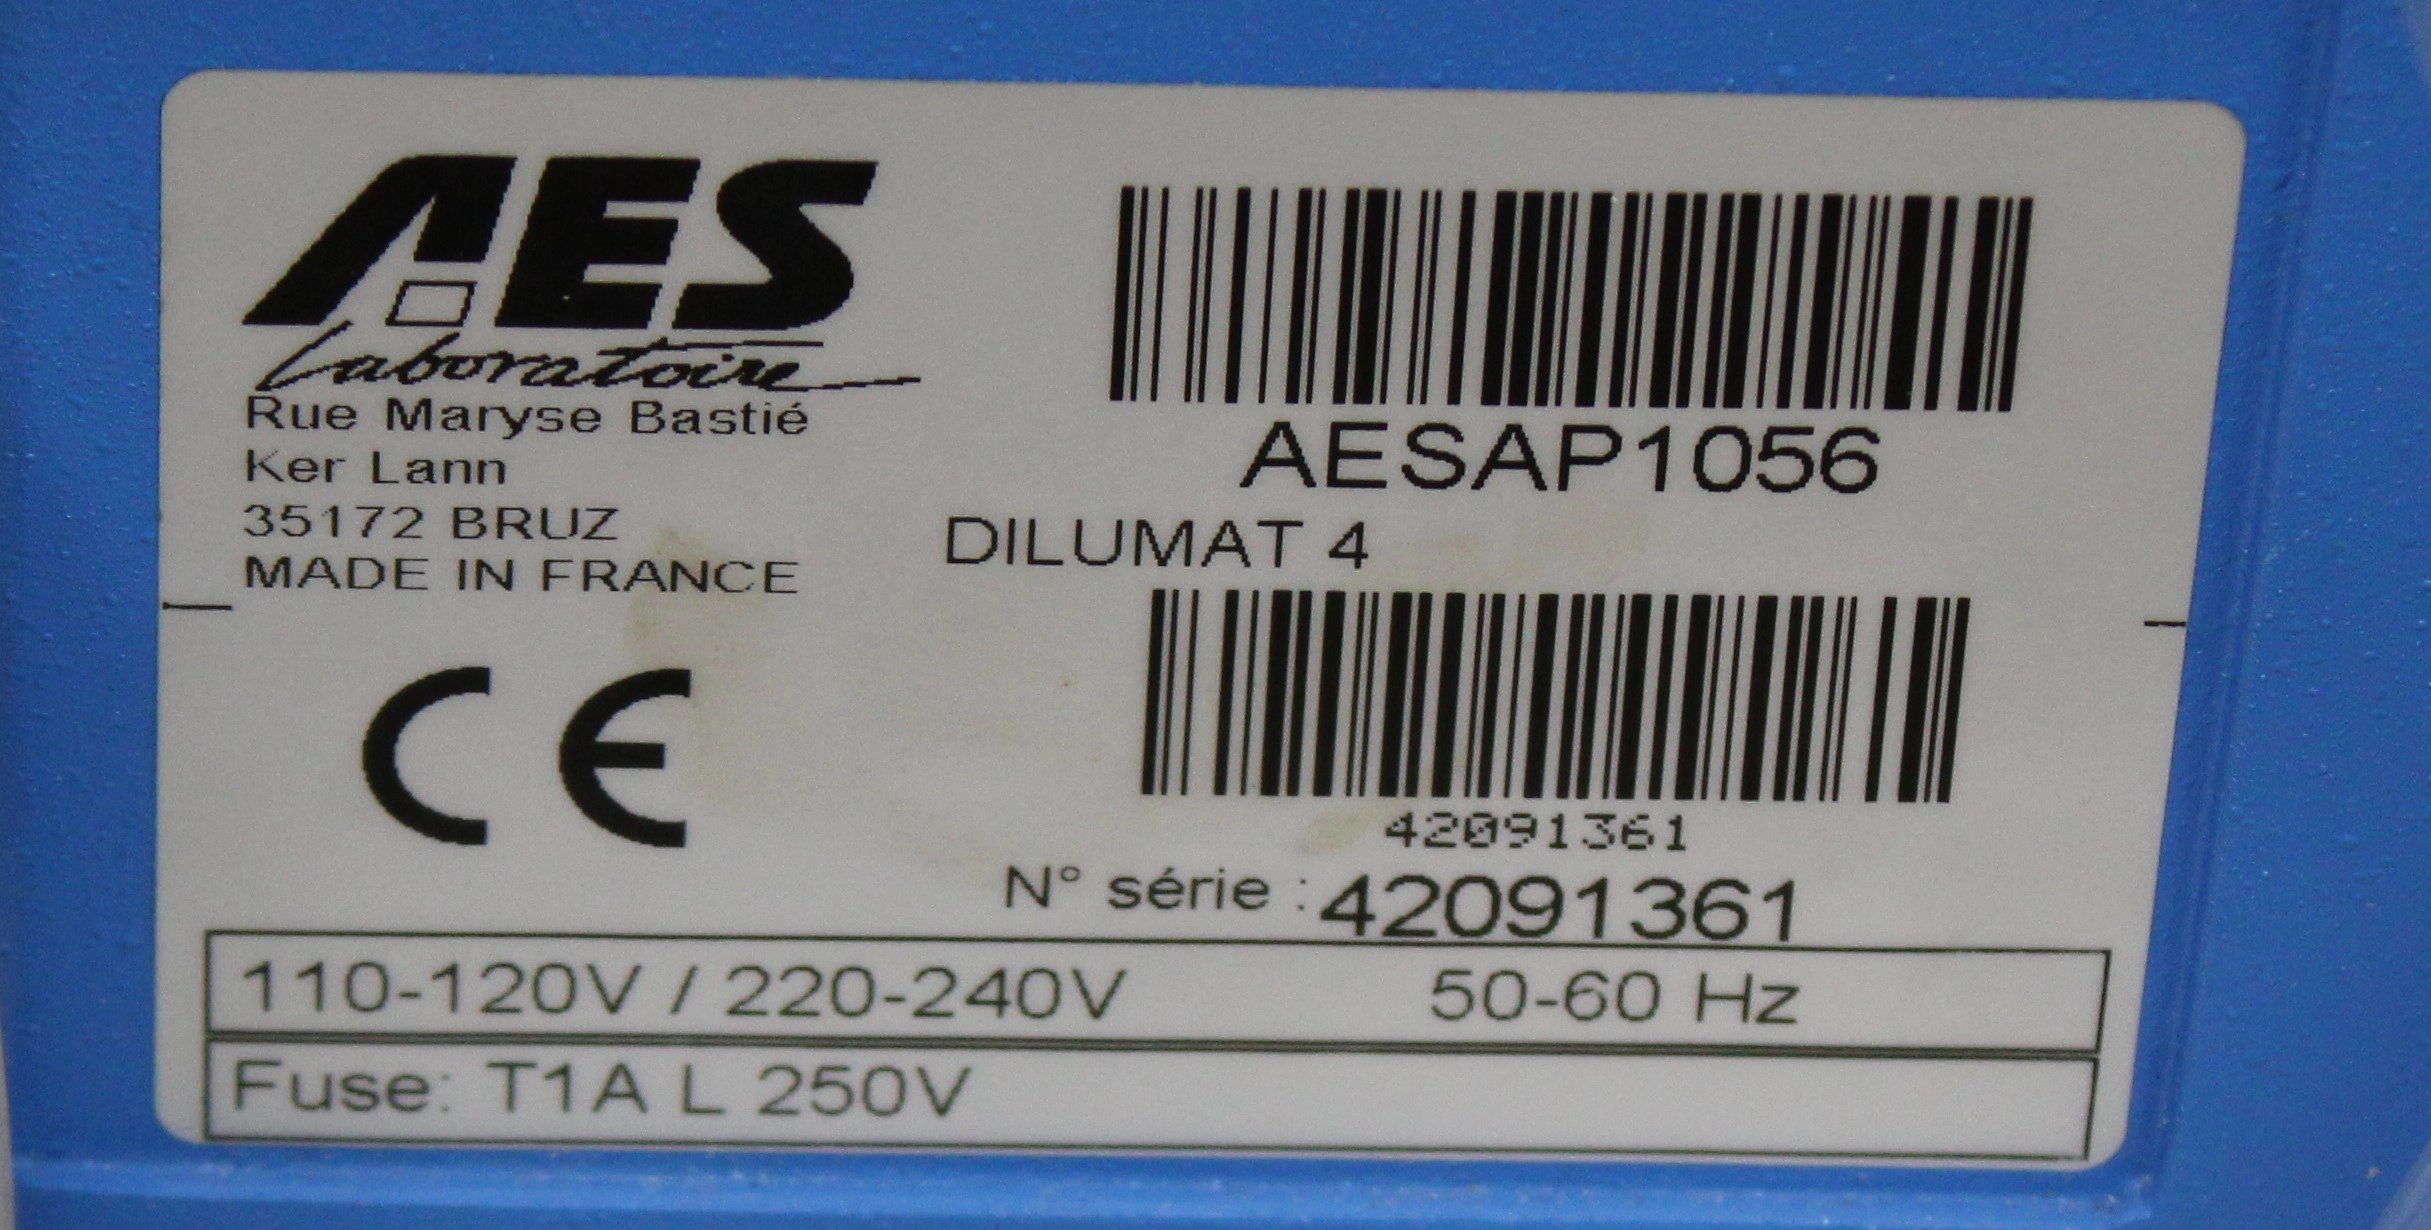 AES
Laboratoire
Rue Maryse Bastié
Ker Lann
35172 BRUZ
MADE IN FRANCE
CE
AESAP1056
DILUMAT 4
42091361
N° série : 42091361
110-120V / 220-240V 50-60 Hz
Fuse: T1A L 250V